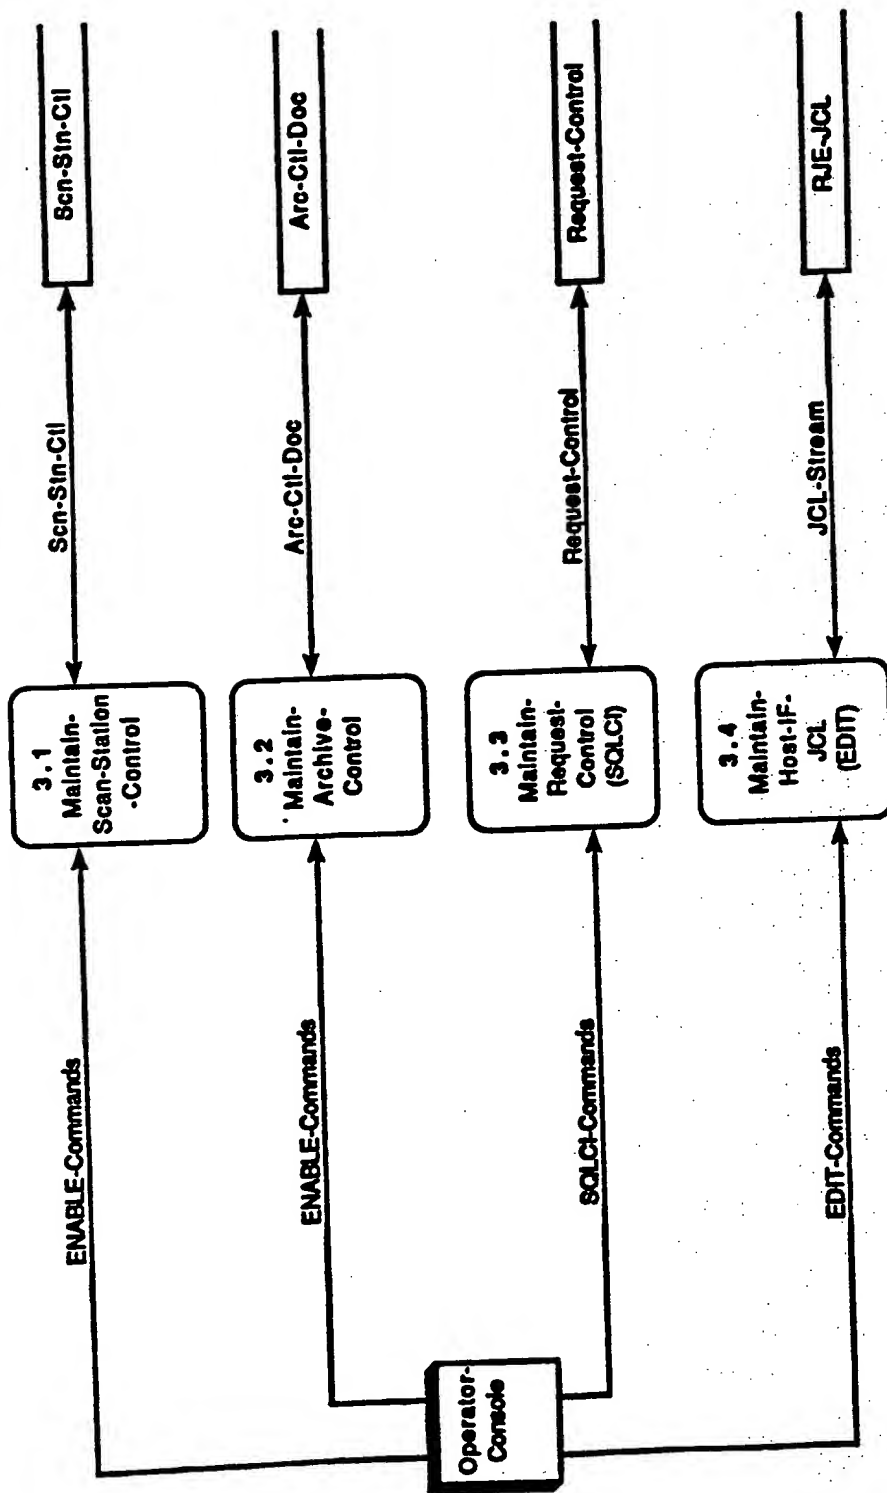 Operator-
Console
ENABLE-Commands
3.1
Maintain-
Scan-Station
-Control
Scn-Stn-Ctl
Scn-Stn-Ctl
ENABLE-Commands
3.2
Maintain-
Archive-
Control
Arc-Ctl-Doc
Arc-Ctl-Doc
SQLCI-Commands
3.3
Maintain-
Request-
Control
(SQLCI)
Request-Control
Request-Control
EDIT-Commands
3.4
Maintain-
Host-IF-
JCL
(EDIT)
JCL-Stream
RJE-JCL